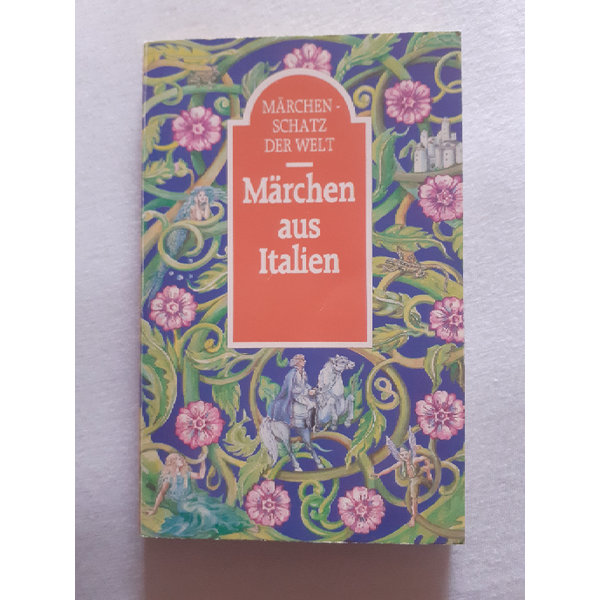 MÄRCHEN -
SCHATZ
DER WELT
Märchen
aus
Italien